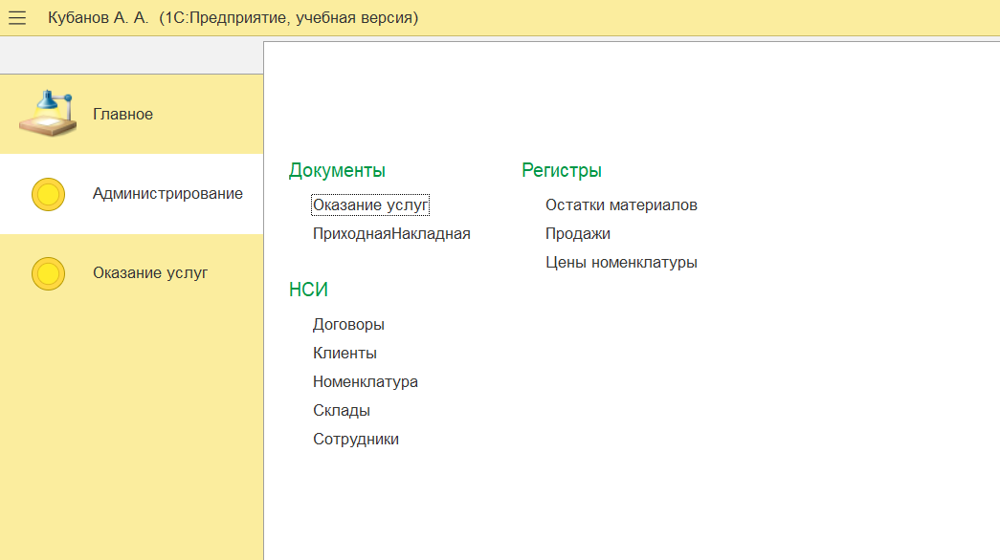 Кубанов А. А. (1С:Предприятие, учебная версия)
Главное
Администрирование
Оказание услуг
Документы
Оказание услуг
ПриходнаяНакладная
НСИ
Договоры
Клиенты
Номенклатура
Склады
Сотрудники
Регистры
Остатки материалов
Продажи
Цены номенклатуры